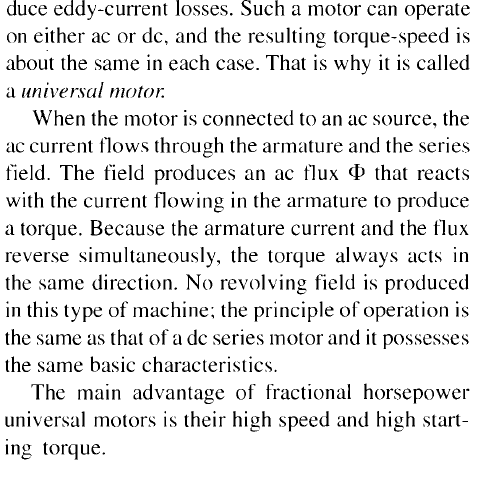 duce eddy-current losses. Such a motor can operate
on either ac or dc, and the resulting torque-speed is
about the same in each case. That is why it is called
a universal motor.
When the motor is connected to an ac source, the
ac current flows through the armature and the series
field. The field produces an ac flux Φ that reacts
with the current flowing in the armature to produce
a torque. Because the armature current and the flux
reverse simultaneously, the torque always acts in
the same direction. No revolving field is produced
in this type of machine; the principle of operation is
the same as that of a dc series motor and it possesses
the same basic characteristics.
The main advantage of fractional horsepower
universal motors is their high speed and high start-
ing torque.